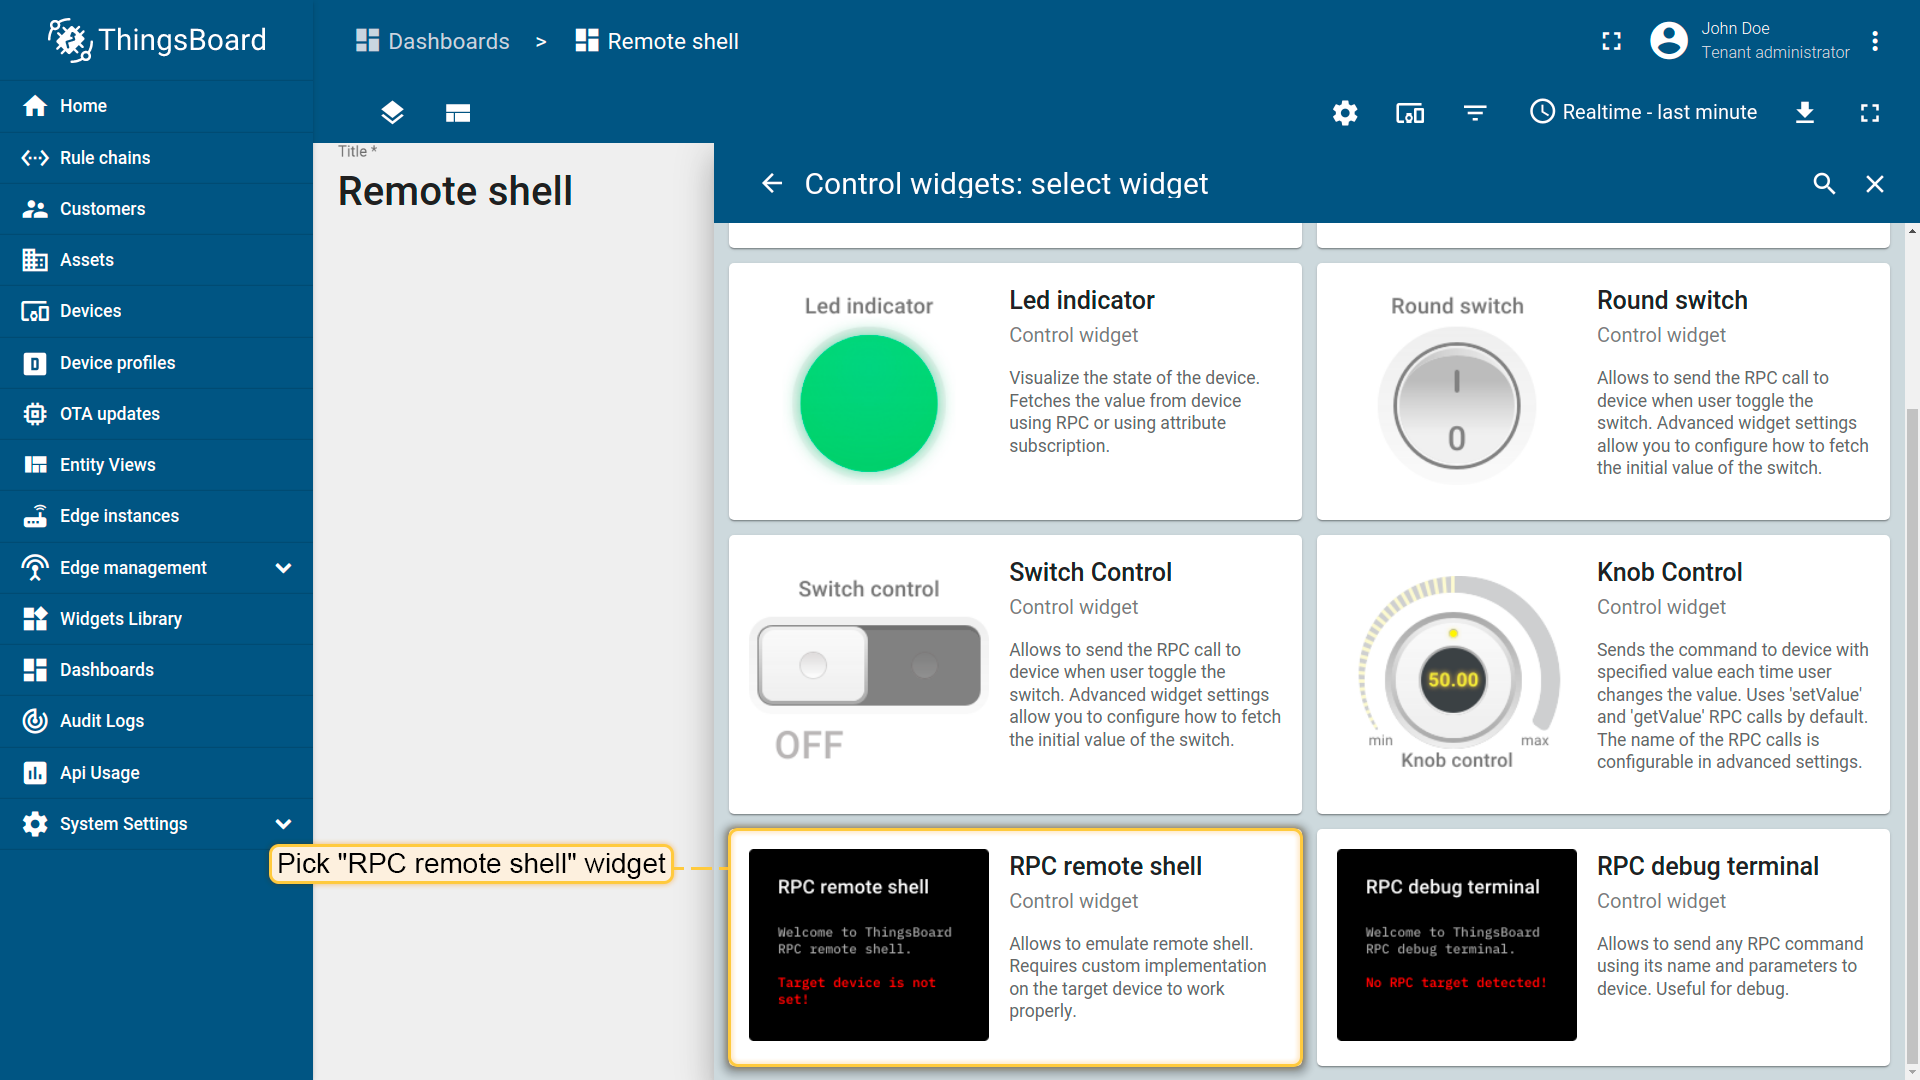 ThingsBoard
Dashboards > Remote shell
John Doe
Tenant administrator
Home
Rule chains
Customers
Assets
Devices
Device profiles
OTA updates
Entity Views
Edge instances
Edge management
Widgets Library
Dashboards
Audit Logs
Api Usage
System Settings
Realtime - last minute
Title *
Remote shell
Control widgets: select widget
Led indicator
Led indicator
Control widget
Visualize the state of the device.
Fetches the value from device
using RPC or using attribute
subscription.
Round switch
I
0
Round switch
Control widget
Allows to send the RPC call to
device when user toggle the
switch. Advanced widget settings
allow you to configure how to fetch
the initial value of the switch.
Switch control
OFF
Switch Control
Control widget
Allows to send the RPC call to
device when user toggle the
switch. Advanced widget settings
allow you to configure how to fetch
the initial value of the switch.
50.00
min
max
Knob control
Knob Control
Control widget
Sends the command to device with
specified value each time user
changes the value. Uses 'setValue'
and 'getValue' RPC calls by default.
The name of the RPC calls is
configurable in advanced settings.
Pick "RPC remote shell" widget
RPC remote shell
Welcome to ThingsBoard
RPC remote shell.
Target device is not
set!
RPC remote shell
Control widget
Allows to emulate remote shell.
Requires custom implementation
on the target device to work
properly.
RPC debug terminal
Welcome to ThingsBoard
RPC debug terminal.
No RPC target detected!
RPC debug terminal
Control widget
Allows to send any RPC command
using its name and parameters to
device. Useful for debug.